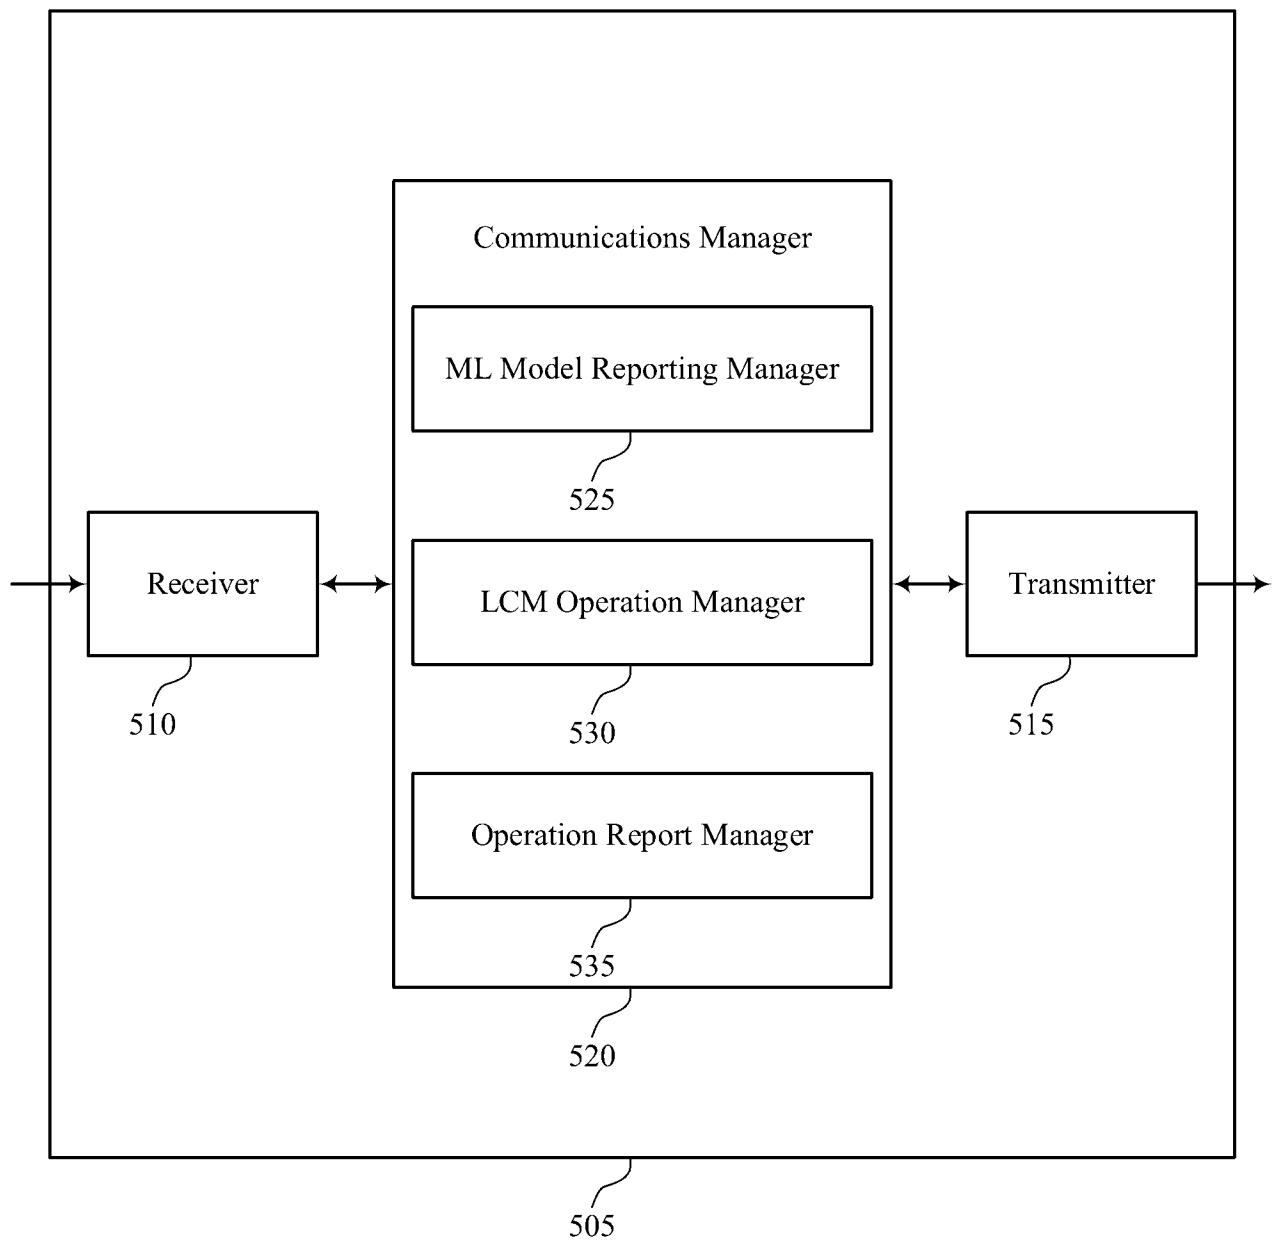 Communications Manager
ML Model Reporting Manager
525
Receiver
510
LCM Operation Manager
530
Transmitter
515
Operation Report Manager
535
520
505